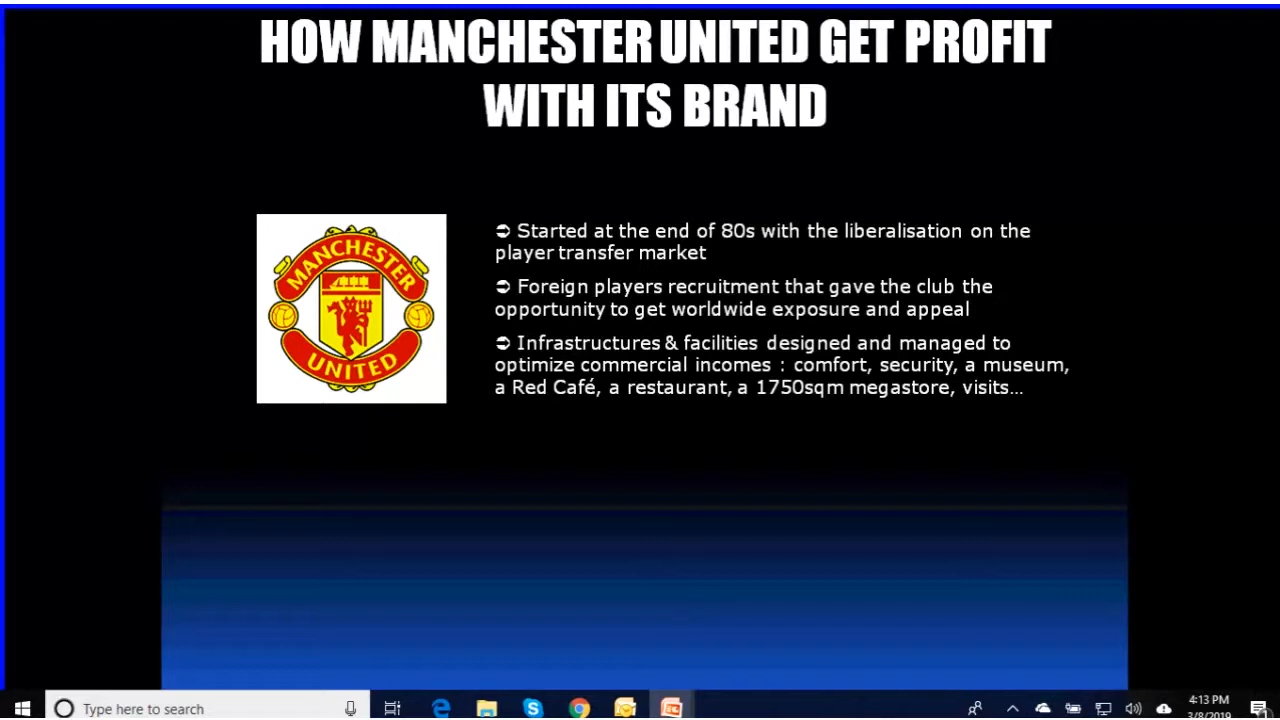 HOW MANCHESTER UNITED GET PROFIT
WITH ITS BRAND
MANCHESTER
UNITED
➲ Started at the end of 80s with the liberalisation on the
player transfer market
➲ Foreign players recruitment that gave the club the
opportunity to get worldwide exposure and appeal
➲ Infrastructures & facilities designed and managed to
optimize commercial incomes : comfort, security, a museum,
a Red Café, a restaurant, a 1750sqm megastore, visits...
Type here to search
4:13 PM
3/8/2019